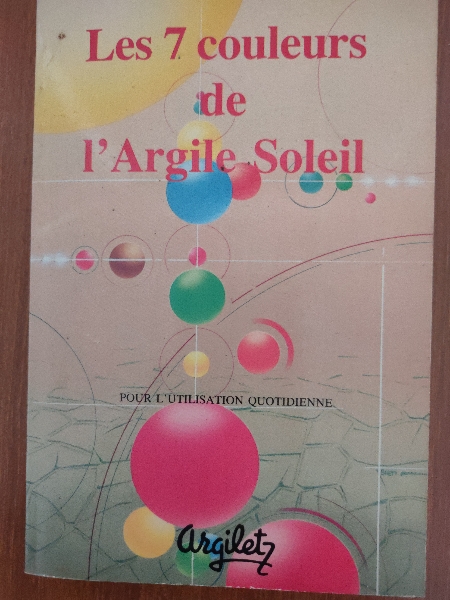 Les 7 couleurs
de
l'Argile Soleil
POUR L'UTILISATION QUOTIDIENNE
argiletz